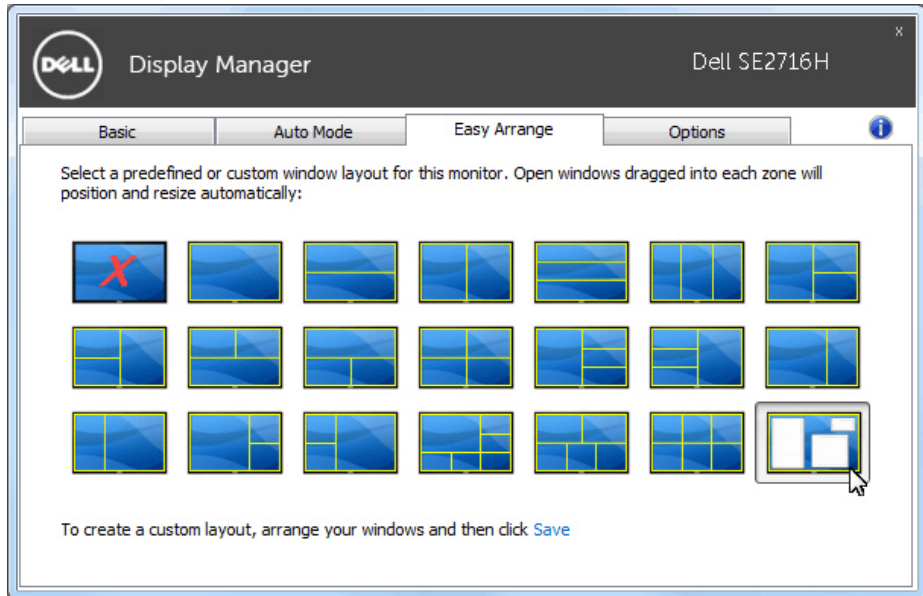 x
DELL
Display Manager
Dell SE2716H
Basic
Auto Mode
Easy Arrange
Options
i
Select a predefined or custom window layout for this monitor. Open windows dragged into each zone will
position and resize automatically:
X
To create a custom layout, arrange your windows and then click Save